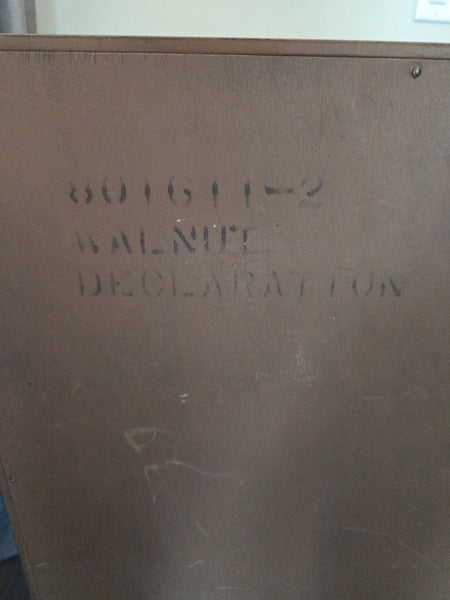 801611-2
WALNUT
DECLARATION